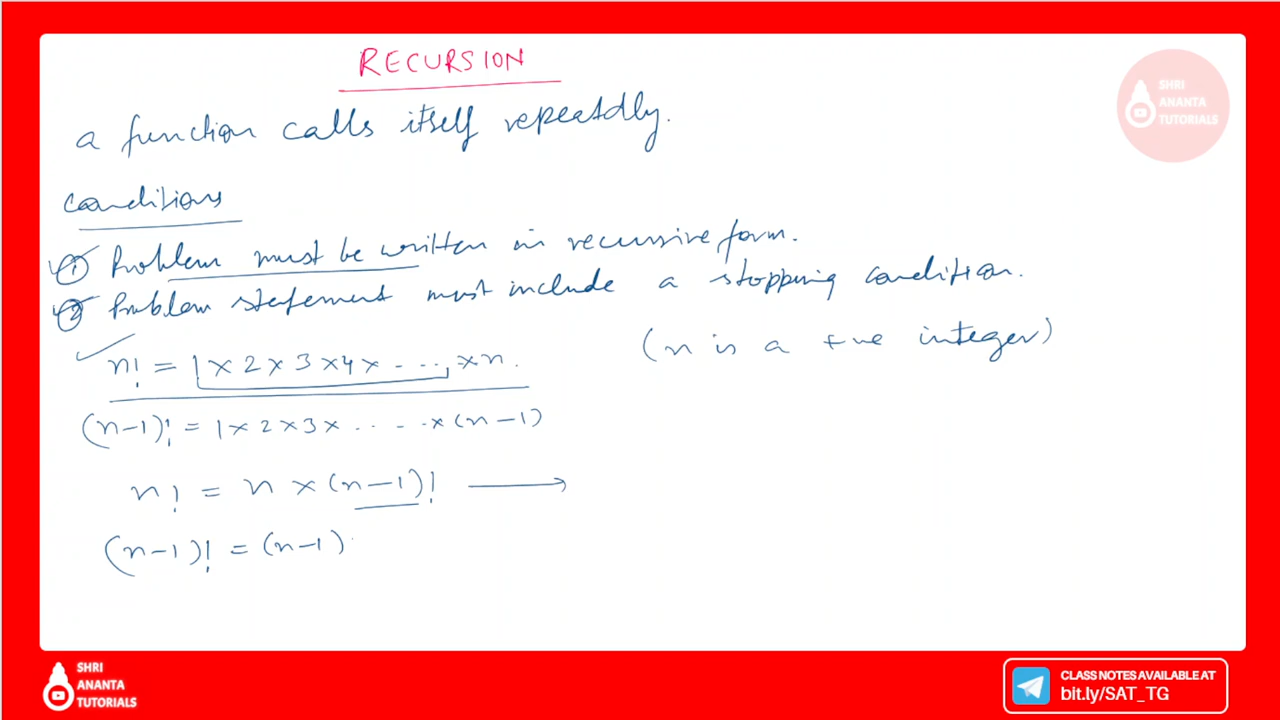 RECURSION
a function calls itself repeatdly.
Conditions
① Problem must be written in recursive form.
② Problem statement must include a stopping condition.
n! = 1 × 2 × 3 × 4 × - - .., × n.
(n is a +ve integer)
(n-1)! = 1 × 2 × 3 × . . - - × (n-1)
n! = n × (n-1)! ⟶
(n-1)! = (n-1)
SHRI
ANANTA
TUTORIALS
SHRI
ANANTA
TUTORIALS
CLASS NOTES AVAILABLE AT
bit.ly/SAT_TG